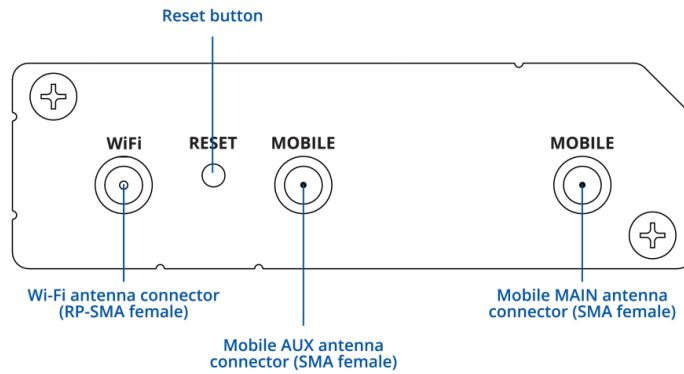 Reset button
WiFi
RESET
MOBILE
MOBILE
Wi-Fi antenna connector
(RP-SMA female)
Mobile MAIN antenna
connector (SMA female)
Mobile AUX antenna
connector (SMA female)